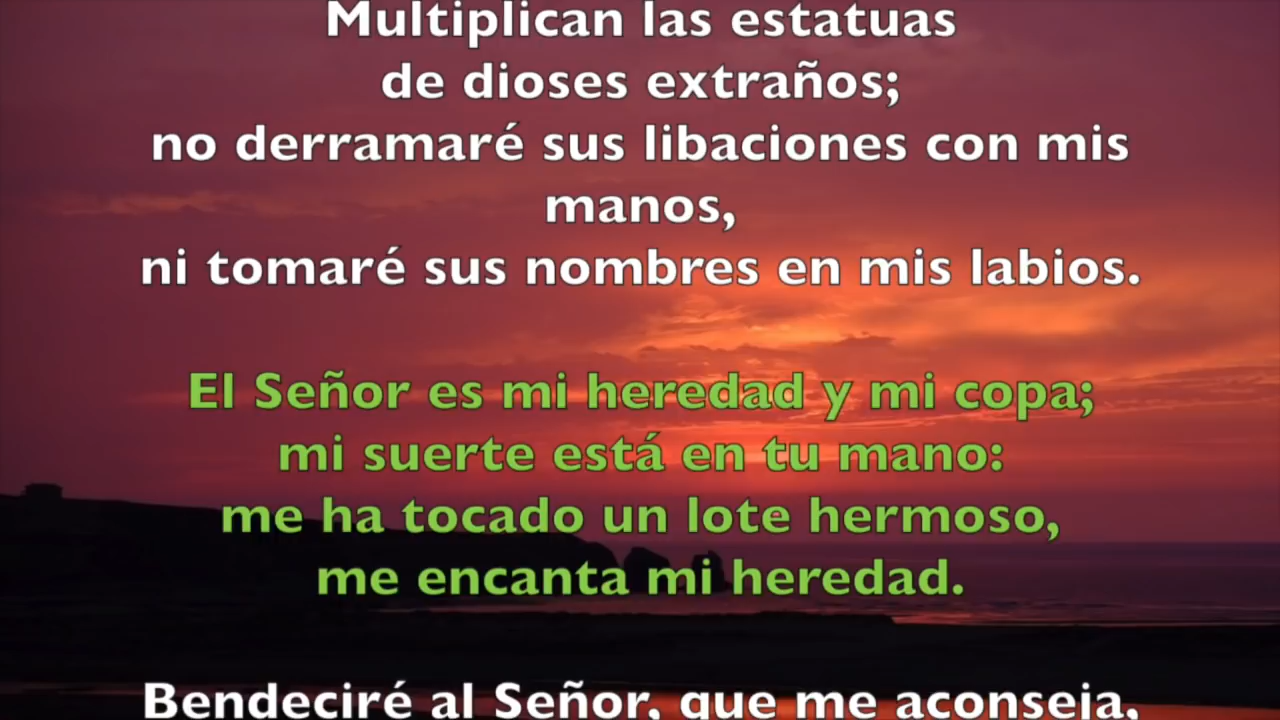 Multiplican las estatuas
de dioses extraños;
no derramaré sus libaciones con mis
manos,
ni tomaré sus nombres en mis labios.
El Señor es mi heredad y mi copa;
mi suerte está en tu mano:
me ha tocado un lote hermoso,
me encanta mi heredad.
Bendeciré al Señor, que me aconseja,